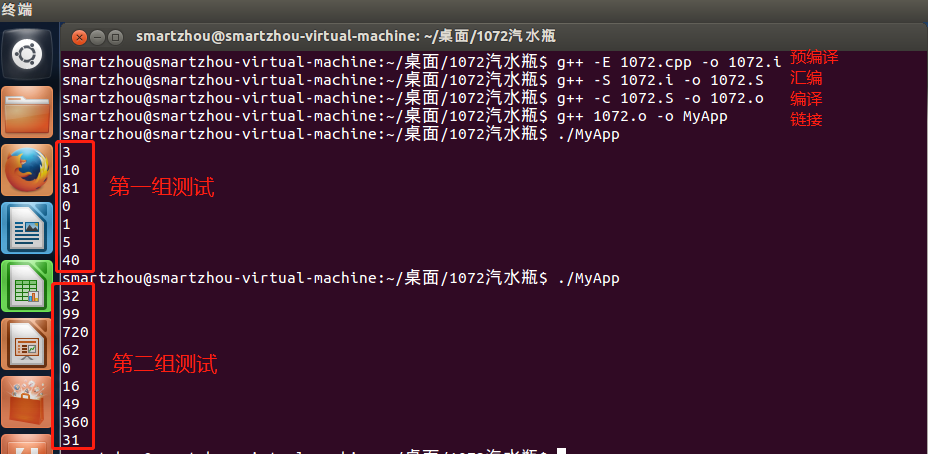 终端
smartzhou@smartzhou-virtual-machine: ~/桌面/1072汽水瓶
smartzhou@smartzhou-virtual-machine:~/桌面/1072汽水瓶$ g++ -E 1072.cpp -o 1072.i 预编译
smartzhou@smartzhou-virtual-machine:~/桌面/1072汽水瓶$ g++ -S 1072.i -o 1072.S 汇编
smartzhou@smartzhou-virtual-machine:~/桌面/1072汽水瓶$ g++ -c 1072.S -o 1072.o 编译
smartzhou@smartzhou-virtual-machine:~/桌面/1072汽水瓶$ g++ 1072.o -o MyApp 链接
smartzhou@smartzhou-virtual-machine:~/桌面/1072汽水瓶$ ./MyApp
3
10
81 第一组测试
0
1
5
40
smartzhou@smartzhou-virtual-machine:~/桌面/1072汽水瓶$ ./MyApp
32
99
720
62
0 第二组测试
16
49
360
31
smartzhou@smartzhou-virtual-machine:~/桌面/1072汽水瓶$